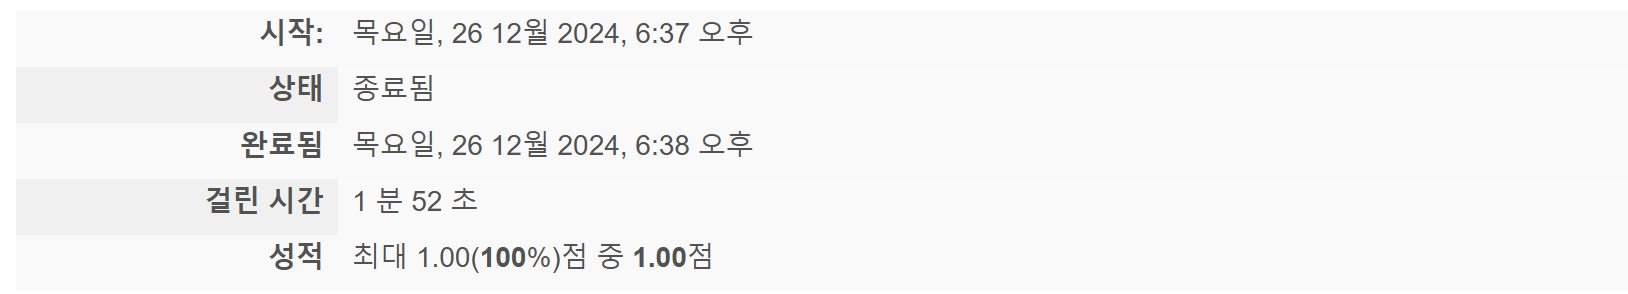 시작: 목요일, 26 12월 2024, 6:37 오후
상태 종료됨
완료됨 목요일, 26 12월 2024, 6:38 오후
걸린 시간 1 분 52 초
성적 최대 1.00(100%)점 중 1.00점